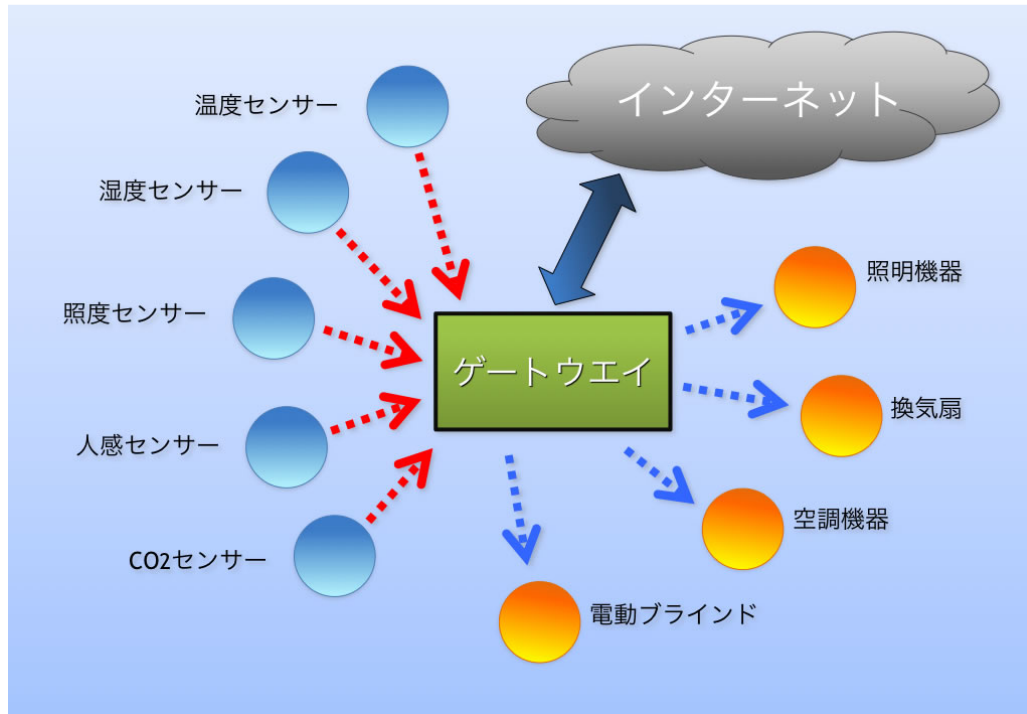 温度センサー
インターネット
湿度センサー
照明機器
照度センサー
ゲートウエイ
換気扇
人感センサー
空調機器
CO2センサー
電動ブラインド